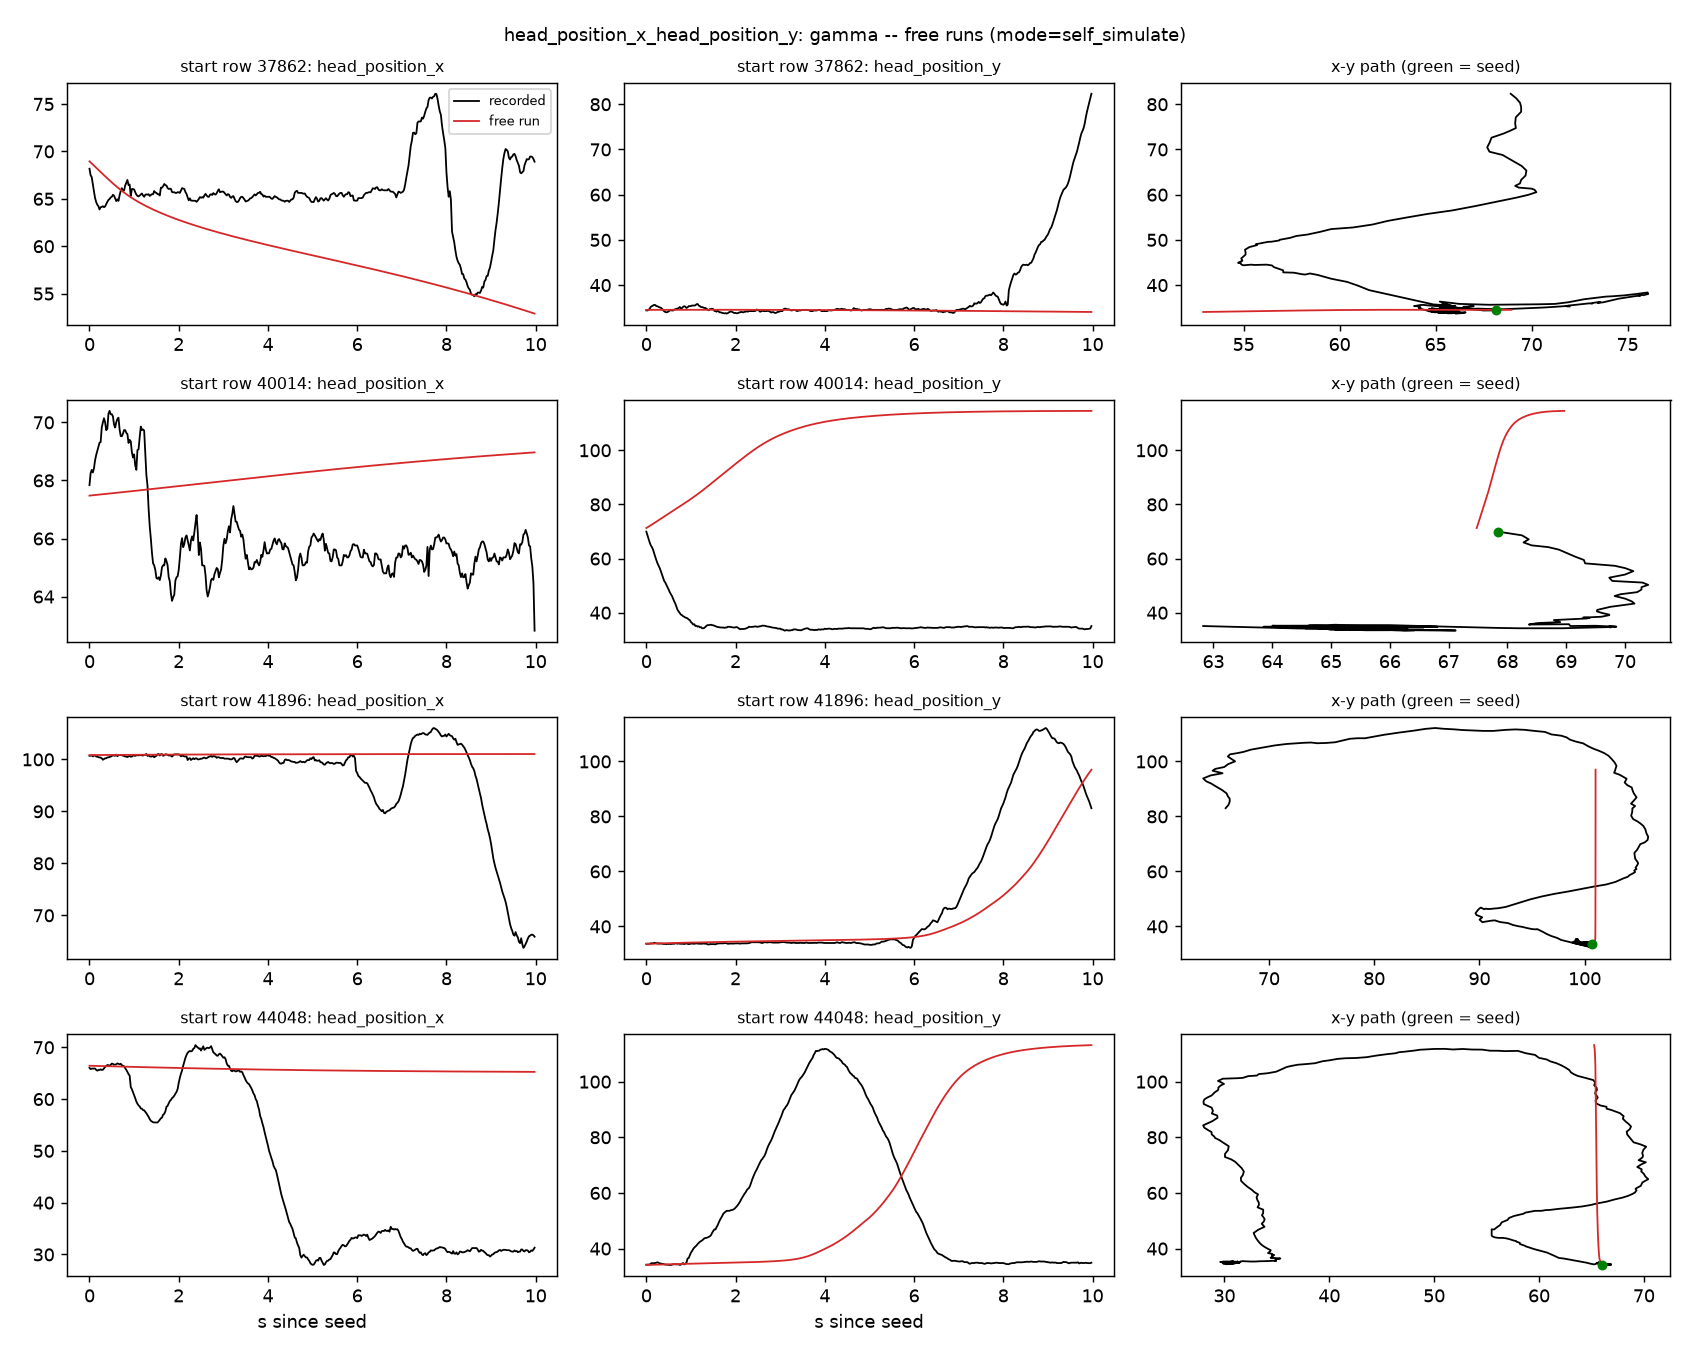 head_position_x_head_position_y: gamma -- free runs (mode=self_simulate)
start row 37862: head_position_x
start row 37862: head_position_y
x-y path (green = seed)
recorded
free run
75
70
65
60
55
0 2 4 6 8 10
80
70
60
50
40
0 2 4 6 8 10
80
70
60
50
40
55 60 65 70 75
start row 40014: head_position_x
start row 40014: head_position_y
x-y path (green = seed)
70
68
66
64
0 2 4 6 8 10
100
80
60
40
0 2 4 6 8 10
100
80
60
40
63 64 65 66 67 68 69 70
start row 41896: head_position_x
start row 41896: head_position_y
x-y path (green = seed)
100
90
80
70
0 2 4 6 8 10
100
80
60
40
0 2 4 6 8 10
100
80
60
40
70 80 90 100
start row 44048: head_position_x
start row 44048: head_position_y
x-y path (green = seed)
70
60
50
40
30
0 2 4 6 8 10
s since seed
100
80
60
40
0 2 4 6 8 10
s since seed
100
80
60
40
30 40 50 60 70